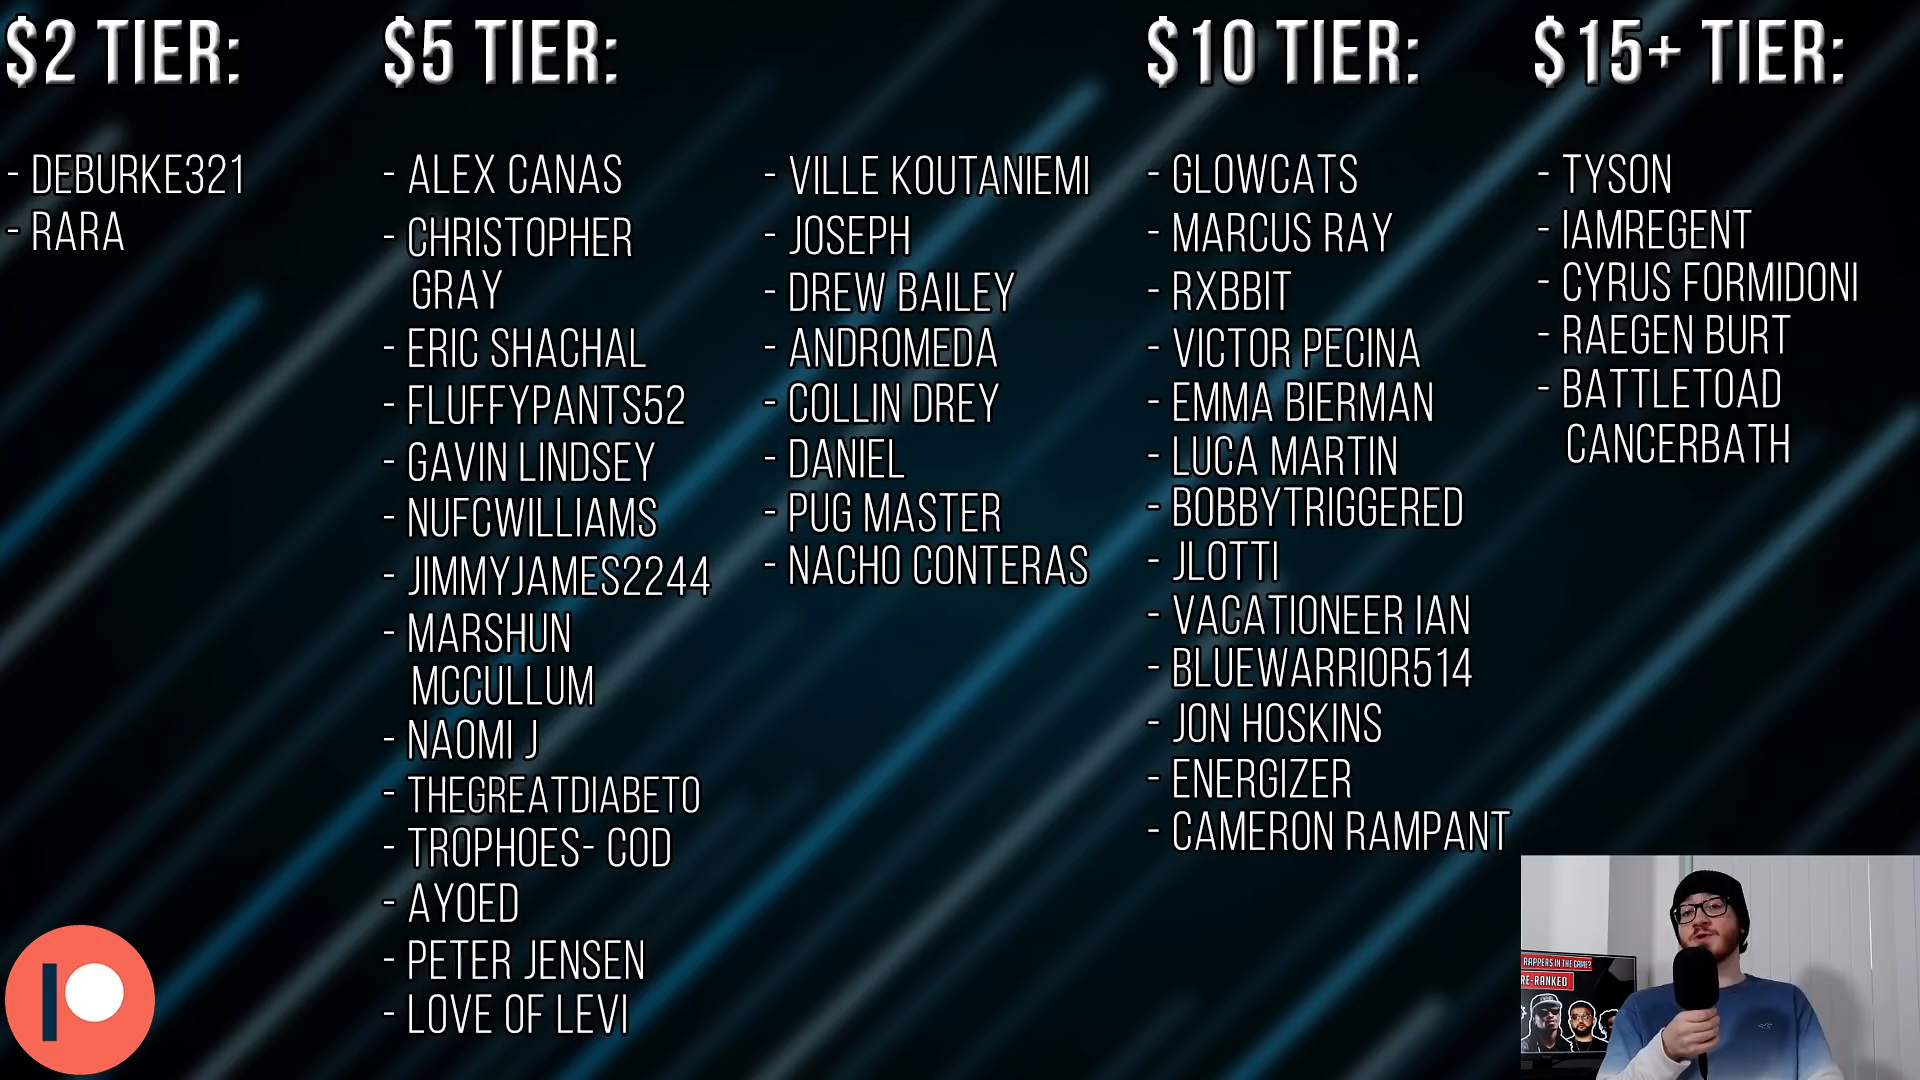 $2 TIER:
- DEBURKE321
- RARA
$5 TIER:
- ALEX CANAS
- CHRISTOPHER
GRAY
- ERIC SHACHAL
- FLUFFYPANTS52
- GAVIN LINDSEY
- NUFCWILLIAMS
- JIMMYJAMES2244
- MARSHUN
MCCULLUM
- NAOMI J
- THEGREATDIABETO
- TROPHOES- COD
- AYOED
- PETER JENSEN
- LOVE OF LEVI
- VILLE KOUTANIEMI
- JOSEPH
- DREW BAILEY
- ANDROMEDA
- COLLIN DREY
- DANIEL
- PUG MASTER
- NACHO CONTERAS
$10 TIER:
- GLOWCATS
- MARCUS RAY
- RXBBIT
- VICTOR PECINA
- EMMA BIERMAN
- LUCA MARTIN
- BOBBYTRIGGERED
- JLOTTI
- VACATIONEER IAN
- BLUEWARRIOR514
- JON HOSKINS
- ENERGIZER
- CAMERON RAMPANT
$15+ TIER:
- TYSON
- IAMREGENT
- CYRUS FORMIDONI
- RAEGEN BURT
- BATTLETOAD
CANCERBATH
RAPPERS IN THE GAME?
RE-RANKED